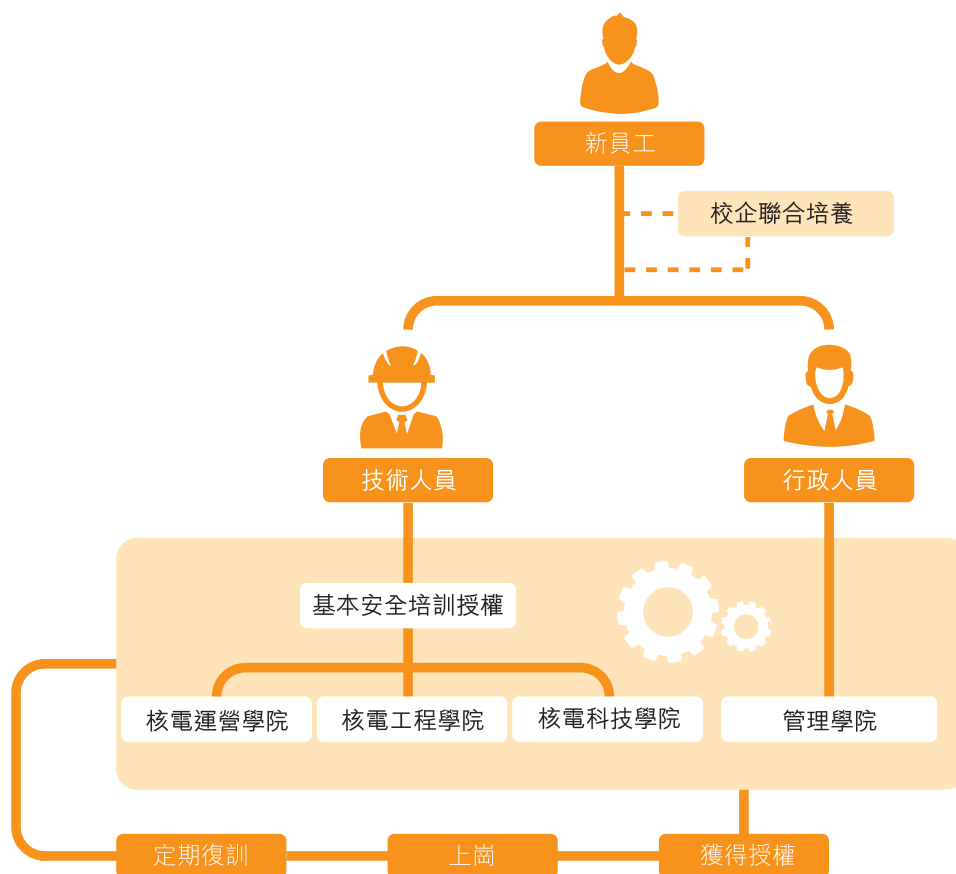 新員工
校企聯合培養
技術人員
行政人員
基本安全培訓授權
核電運營學院
核電工程學院
核電科技學院
管理學院
定期復訓
上崗
獲得授權